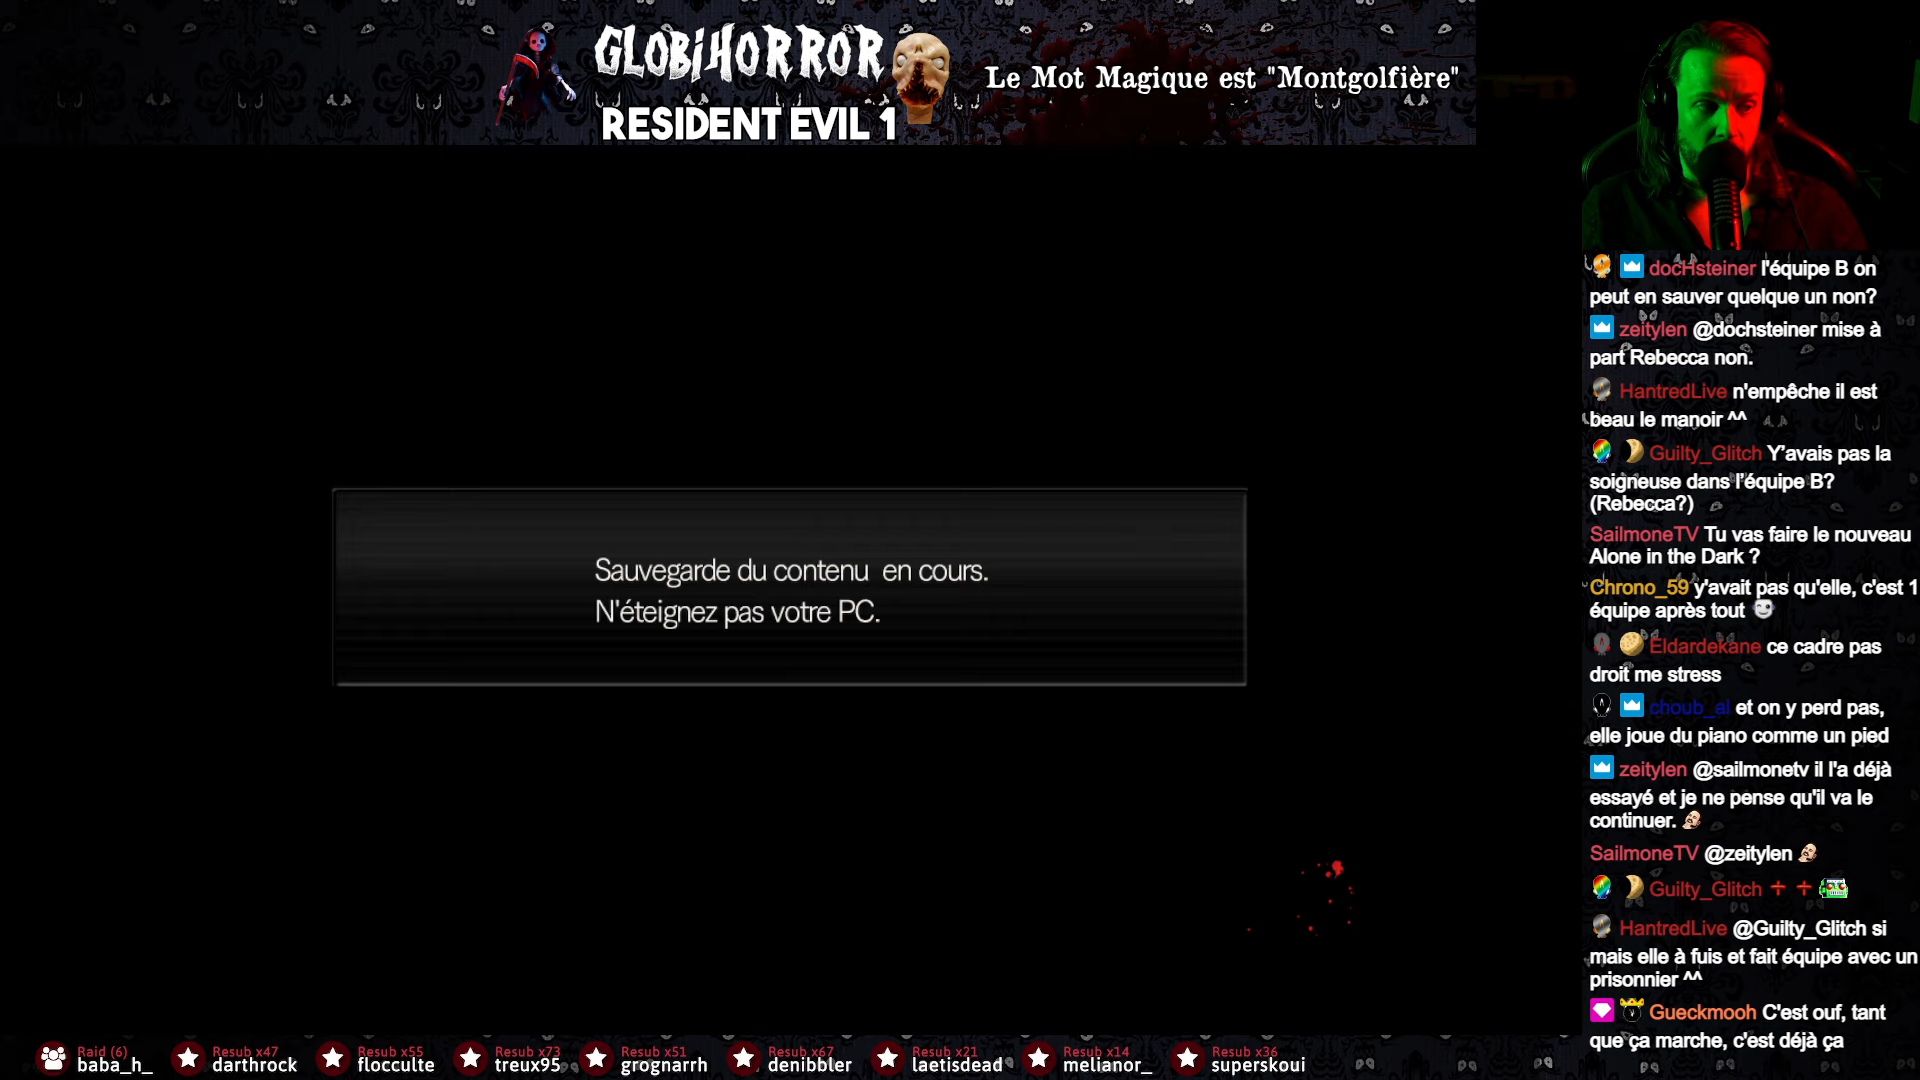 GLOBiHORROR
RESIDENT EVIL 1
Le Mot Magique est "Montgolfière"
Sauvegarde du contenu en cours.
N'éteignez pas votre PC.
docHsteiner l'équipe B on
peut en sauver quelque un non?
zeitylen @dochsteiner mise à
part Rebecca non.
HantredLive n'empêche il est
beau le manoir ^^
Guilty_Glitch Y'avais pas la
soigneuse dans l'équipe B?
(Rebecca?)
SailmoneTV Tu vas faire le nouveau
Alone in the Dark ?
Chrono_59 y'avait pas qu'elle, c'est 1
équipe après tout
Eldardekane ce cadre pas
droit me stress
choub_al et on y perd pas,
elle joue du piano comme un pied
zeitylen @sailmonetv il l'a déjà
essayé et je ne pense qu'il va le
continuer.
SailmoneTV @zeitylen
Guilty_Glitch
HantredLive @Guilty_Glitch si
mais elle à fuis et fait équipe avec un
prisonnier ^^
Gueckmooh C'est ouf, tant
que ça marche, c'est déjà ça
Raid (6)
baba_h_
Resub x47
darthrock
Resub x55
flocculte
Resub x73
treux95
Resub x51
grognarrh
Resub x67
denibbler
Resub x21
laetisdead
Resub x14
melianor_
Resub x36
superskoui